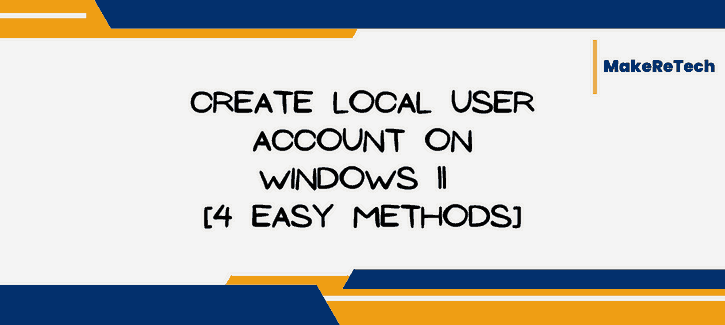 MakeReTech
CREATE LOCAL USER
ACCOUNT ON
WINDOWS 11
[4 EASY METHODS]